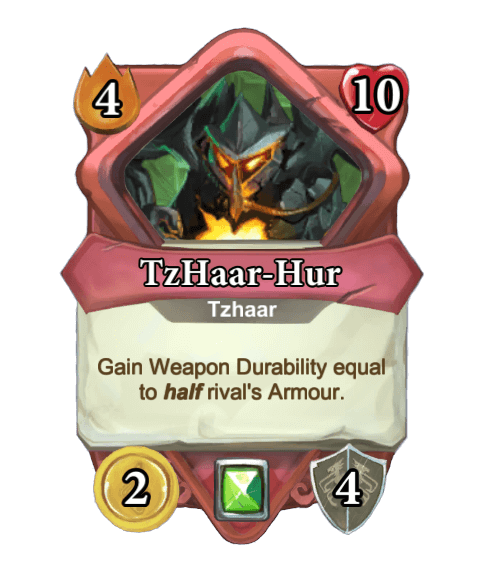 4
10
TzHaar-Hur
Tzhaar
Gain Weapon Durability equal
to half rival's Armour.
2
4